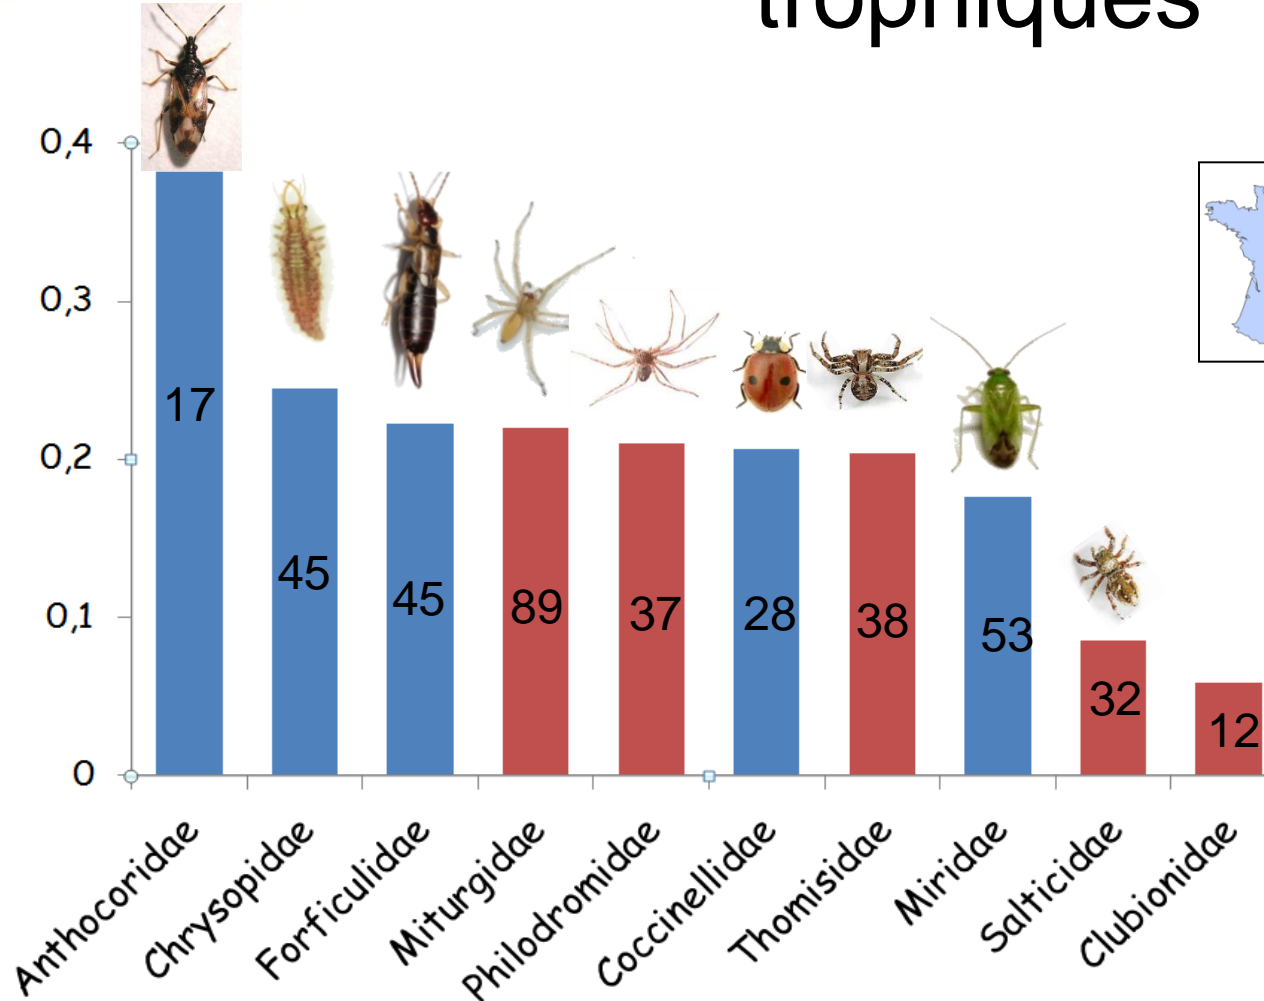 trophiques
0,4
0,3
0,2
0,1
0
17
45
45
89
37
28
38
53
32
12
Anthocoridae
Chrysopidae
Forficulidae
Miturgidae
Philodromidae
Coccinellidae
Thomisidae
Miridae
Salticidae
Clubionidae